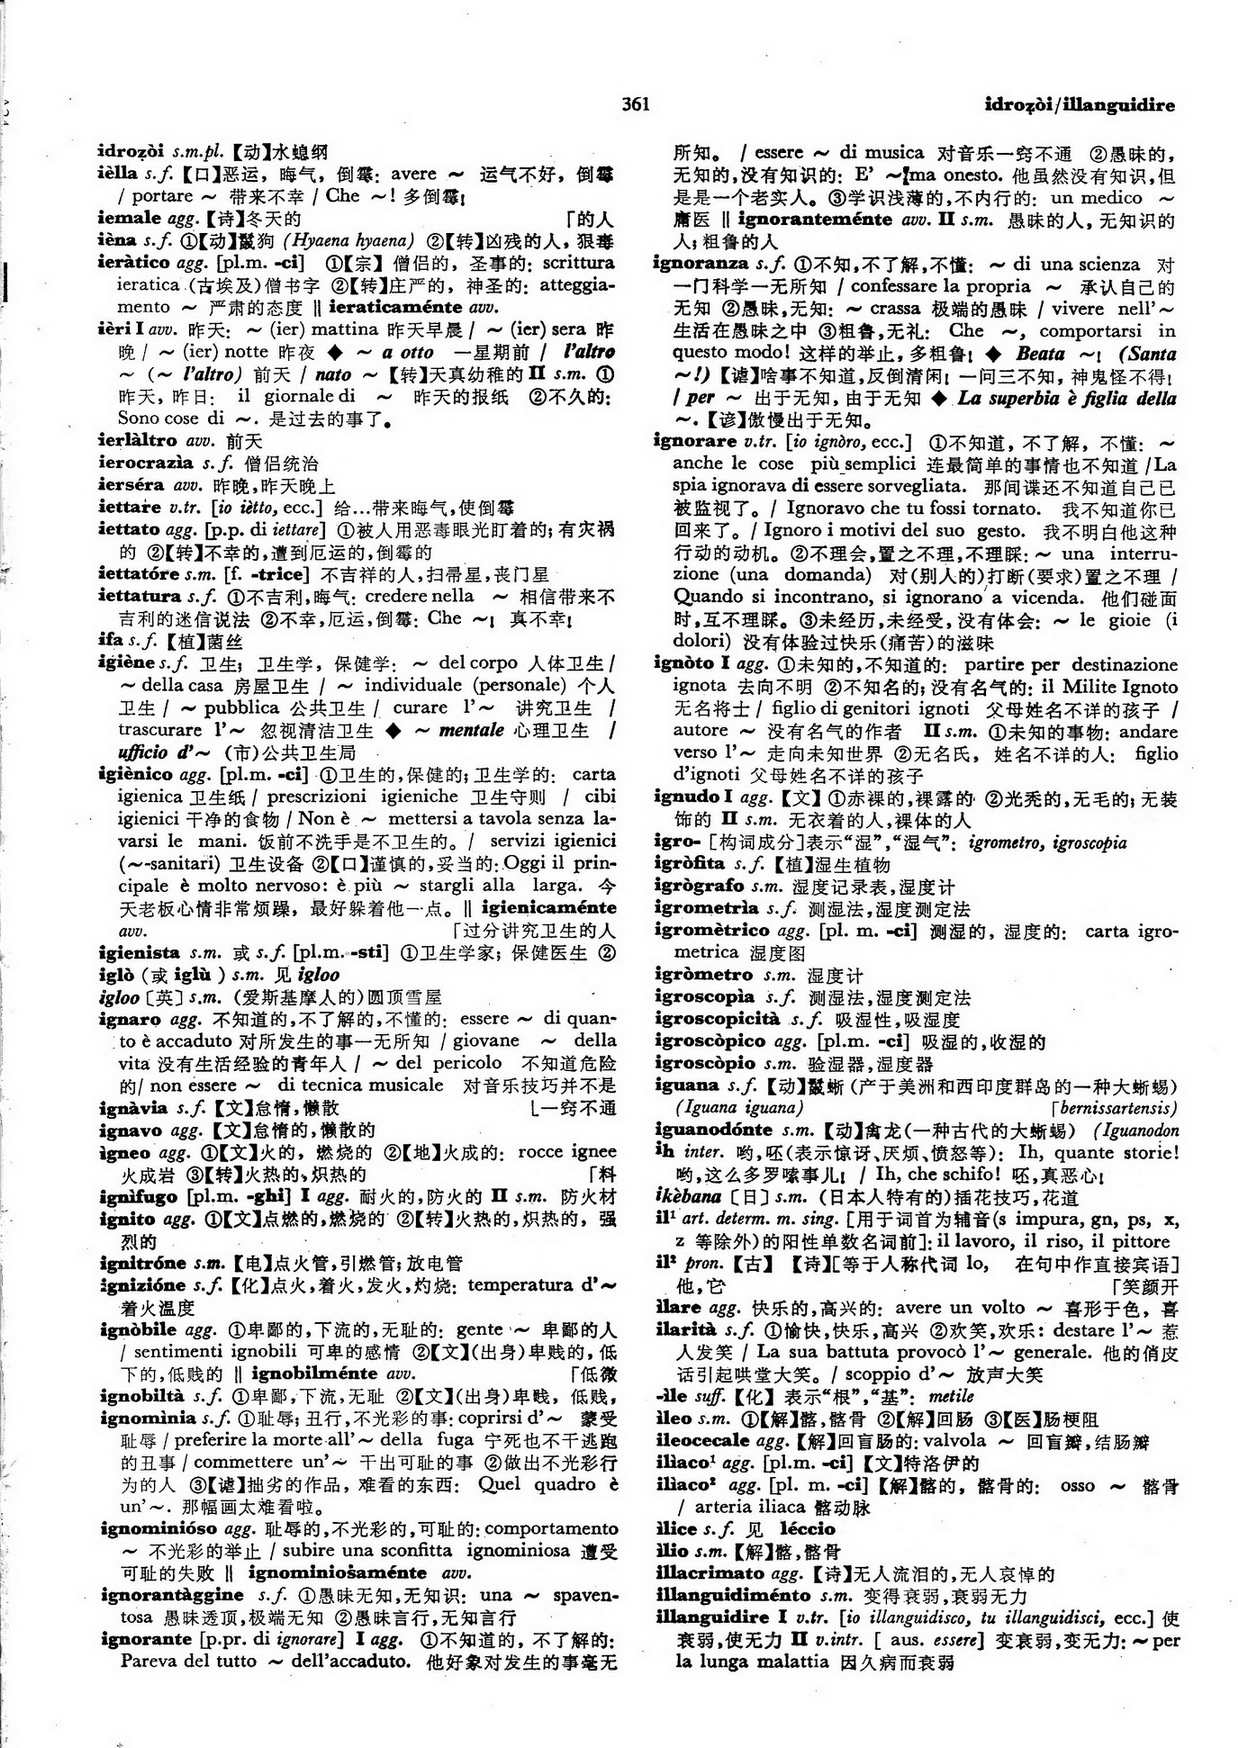 361
idroẓòi/illanguidire
idroẓòi s.m.pl.【动】水螅纲
ièlla s.f.【口】恶运，晦气，倒霉: avere ～ 运气不好，倒霉
/ portare ～ 带来不幸 / Che ～! 多倒霉!
iemale agg.【诗】冬天的 「的人
ièna s.f. ①【动】鬣狗 (Hyaena hyaena) ②【转】凶残的人，狠毒
ieràtico agg. [pl.m. -ci] ①【宗】僧侣的，圣事的: scrittura
ieratica (古埃及)僧书字 ②【转】庄严的，神圣的: atteggia-
mento ～ 严肃的态度 ‖ ieraticaménte avv.
ièri I avv. 昨天: ～ (ier) mattina 昨天早晨 / ～ (ier) sera 昨
晚 / ～ (ier) notte 昨夜 ◆ ～ a otto 一星期前 / l'altro
～ (～ l'altro) 前天 / nato ～【转】天真幼稚的 II s.m. ①
昨天，昨日: il giornale di ～ 昨天的报纸 ②不久的:
Sono cose di ～. 是过去的事了。
ierlàltro avv. 前天
ierocrazìa s.f. 僧侣统治
ierséra avv. 昨晚,昨天晚上
iettare v.tr. [io iètto, ecc.] 给…带来晦气,使倒霉
iettato agg. [p.p. di iettare] ①被人用恶毒眼光盯着的;有灾祸
的 ②【转】不幸的,遭到厄运的,倒霉的
iettatóre s.m. [f. -trice] 不吉祥的人,扫帚星,丧门星
iettatura s.f. ①不吉利,晦气: credere nella ～ 相信带来不
吉利的迷信说法 ②不幸,厄运,倒霉: Che ～! 真不幸!
ifa s.f.【植】菌丝
igiène s.f. 卫生; 卫生学，保健学: ～ del corpo 人体卫生 /
～ della casa 房屋卫生 / ～ individuale (personale) 个人
卫生 / ～ pubblica 公共卫生 / curare l'～ 讲究卫生 /
trascurare l'～ 忽视清洁卫生 ◆ ～ mentale 心理卫生 /
ufficio d'～ (市)公共卫生局
igiènico agg. [pl.m. -ci] ①卫生的,保健的;卫生学的: carta
igienica 卫生纸 / prescrizioni igieniche 卫生守则 / cibi
igienici 干净的食物 / Non è ～ mettersi a tavola senza la-
varsi le mani. 饭前不洗手是不卫生的。/ servizi igienici
(～-sanitari) 卫生设备 ②【口】谨慎的,妥当的: Oggi il prin-
cipale è molto nervoso: è più ～ stargli alla larga. 今
天老板心情非常烦躁，最好躲着他一点。‖ igienicaménte
avv. 「过分讲究卫生的人
igienista s.m. 或 s.f. [pl.m. -sti] ①卫生学家; 保健医生 ②
iglò (或 iglù ) s.m. 见 igloo
igloo [英] s.m. (爱斯基摩人的)圆顶雪屋
ignaro agg. 不知道的,不了解的,不懂的: essere ～ di quan-
to è accaduto 对所发生的事一无所知 / giovane ～ della
vita 没有生活经验的青年人 / ～ del pericolo 不知道危险
的/ non essere ～ di tecnica musicale 对音乐技巧并不是
ignàvia s.f.【文】怠惰,懒散 ⌊一窍不通
ignavo agg.【文】怠惰的,懒散的
ìgneo agg. ①【文】火的，燃烧的 ②【地】火成的: rocce ignee
火成岩 ③【转】火热的,炽热的 「料
ignìfugo [pl.m. -ghi] I agg. 耐火的,防火的 II s.m. 防火材
ignito agg. ①【文】点燃的,燃烧的 ②【转】火热的,炽热的，强
烈的
ignitróne s.m.【电】点火管,引燃管;放电管
ignizióne s.f.【化】点火,着火,发火,灼烧: temperatura d'～
着火温度
ignòbile agg. ①卑鄙的,下流的,无耻的: gente ～ 卑鄙的人
/ sentimenti ignobili 可卑的感情 ②【文】(出身)卑贱的，低
下的,低贱的 ‖ ignobilménte avv. 「低微
ignobiltà s.f. ①卑鄙,下流,无耻 ②【文】(出身)卑贱，低贱，
ignomìnia s.f. ①耻辱;丑行,不光彩的事: coprirsi d'～ 蒙受
耻辱 / preferire la morte all'～ della fuga 宁死也不干逃跑
的丑事 / commettere un'～ 干出可耻的事 ②做出不光彩行
为的人 ③【谑】拙劣的作品，难看的东西: Quel quadro è
un'～. 那幅画太难看啦。
ignominióso agg. 耻辱的,不光彩的,可耻的: comportamento
～ 不光彩的举止 / subire una sconfitta ignominiosa 遭受
可耻的失败 ‖ ignominiosaménte avv.
ignorantàggine s.f. ①愚昧无知,无知识: una ～ spaven-
tosa 愚昧透顶,极端无知 ②愚昧言行,无知言行
ignorante [p.pr. di ignorare] I agg. ①不知道的，不了解的:
Pareva del tutto ～ dell'accaduto. 他好象对发生的事毫无
所知。 / essere ～ di musica 对音乐一窍不通 ②愚昧的，
无知的,没有知识的: E' ～ ma onesto. 他虽然没有知识,但
是是一个老实人。③学识浅薄的,不内行的: un medico ～
庸医 ‖ ignoranteménte avv. II s.m. 愚昧的人，无知识的
人;粗鲁的人
ignoranza s.f. ①不知,不了解,不懂: ～ di una scienza 对
一门科学一无所知 / confessare la propria ～ 承认自己的
无知 ②愚昧,无知: ～ crassa 极端的愚昧 / vivere nell'～
生活在愚昧之中 ③粗鲁,无礼: Che ～, comportarsi in
questo modo! 这样的举止,多粗鲁! ◆ Beata ～! (Santa
～!)【谑】啥事不知道,反倒清闲! 一问三不知，神鬼怪不得!
/ per ～ 出于无知,由于无知 ◆ La superbia è figlia della
～.【谚】傲慢出于无知。
ignorare v.tr. [io ignòro, ecc.] ①不知道，不了解，不懂: ～
anche le cose più semplici 连最简单的事情也不知道 /La
spia ignorava di essere sorvegliata. 那间谍还不知道自己已
被监视了。/ Ignoravo che tu fossi tornato. 我不知道你已
回来了。/ Ignoro i motivi del suo gesto. 我不明白他这种
行动的动机。②不理会,置之不理,不理睬: ～ una interru-
zione (una domanda) 对(别人的)打断(要求)置之不理 /
Quando si incontrano, si ignorano a vicenda. 他们碰面
时,互不理睬。③未经历,未经受,没有体会: ～ le gioie (i
dolori) 没有体验过快乐(痛苦)的滋味
ignòto I agg. ①未知的,不知道的: partire per destinazione
ignota 去向不明 ②不知名的;没有名气的: il Milite Ignoto
无名将士 / figlio di genitori ignoti 父母姓名不详的孩子 /
autore ～ 没有名气的作者 II s.m. ①未知的事物: andare
verso l'～ 走向未知世界 ②无名氏，姓名不详的人: figlio
d'ignoti 父母姓名不详的孩子
ignudo I agg.【文】①赤裸的,裸露的 ②光秃的,无毛的;无装
饰的 II s.m. 无衣着的人,裸体的人
igro- [构词成分]表示“湿”,“湿气”: igrometro, igroscopia
igròfita s.f.【植】湿生植物
igrògrafo s.m. 湿度记录表,湿度计
igrometrìa s.f. 测湿法,湿度测定法
igromètrico agg. [pl. m. -ci] 测湿的，湿度的: carta igro-
metrica 湿度图
igròmetro s.m. 湿度计
igroscopìa s.f. 测湿法,湿度测定法
igroscopicità s.f. 吸湿性,吸湿度
igroscòpico agg. [pl.m. -ci] 吸湿的,收湿的
igroscòpio s.m. 验湿器,湿度器
iguana s.f.【动】鬣蜥 (产于美洲和西印度群岛的一种大蜥蜴)
(Iguana iguana) 「bernissartensis)
iguanodónte s.m.【动】禽龙(一种古代的大蜥蜴) (Iguanodon
ih inter. 哟,呸(表示惊讶、厌烦、愤怒等): Ih, quante storie!
哟,这么多罗嗦事儿! / Ih, che schifo! 呸,真恶心!
ikèbana [日] s.m. (日本人特有的)插花技巧,花道
il¹ art. determ. m. sing. [用于词首为辅音(s impura, gn, ps, x,
z 等除外)的阳性单数名词前]: il lavoro, il riso, il pittore
il² pron.【古】【诗】[等于人称代词 lo, 在句中作直接宾语]
他,它 「笑颜开
ìlare agg. 快乐的,高兴的: avere un volto ～ 喜形于色，喜
ilarità s.f. ①愉快,快乐,高兴 ②欢笑,欢乐: destare l'～ 惹
人发笑 / La sua battuta provocò l'～ generale. 他的俏皮
话引起哄堂大笑。/ scoppio d'～ 放声大笑
-ìle suff.【化】表示“根”,“基”: metile
ìleo s.m. ①【解】髂,髂骨 ②【解】回肠 ③【医】肠梗阻
ileocecale agg.【解】回盲肠的: valvola ～ 回盲瓣,结肠瓣
ilìaco¹ agg. [pl.m. -ci]【文】特洛伊的
ilìaco² agg. [pl. m. -ci]【解】髂的，髂骨的: osso ～ 髂骨
/ arteria iliaca 髂动脉
ìlice s.f. 见 léccio
ìlio s.m.【解】髂,髂骨
illacrimato agg.【诗】无人流泪的,无人哀悼的
illanguidiménto s.m. 变得衰弱,衰弱无力
illanguidire I v.tr. [io illanguidisco, tu illanguidisci, ecc.] 使
衰弱,使无力 II v.intr. [ aus. essere] 变衰弱,变无力: ～ per
la lunga malattia 因久病而衰弱